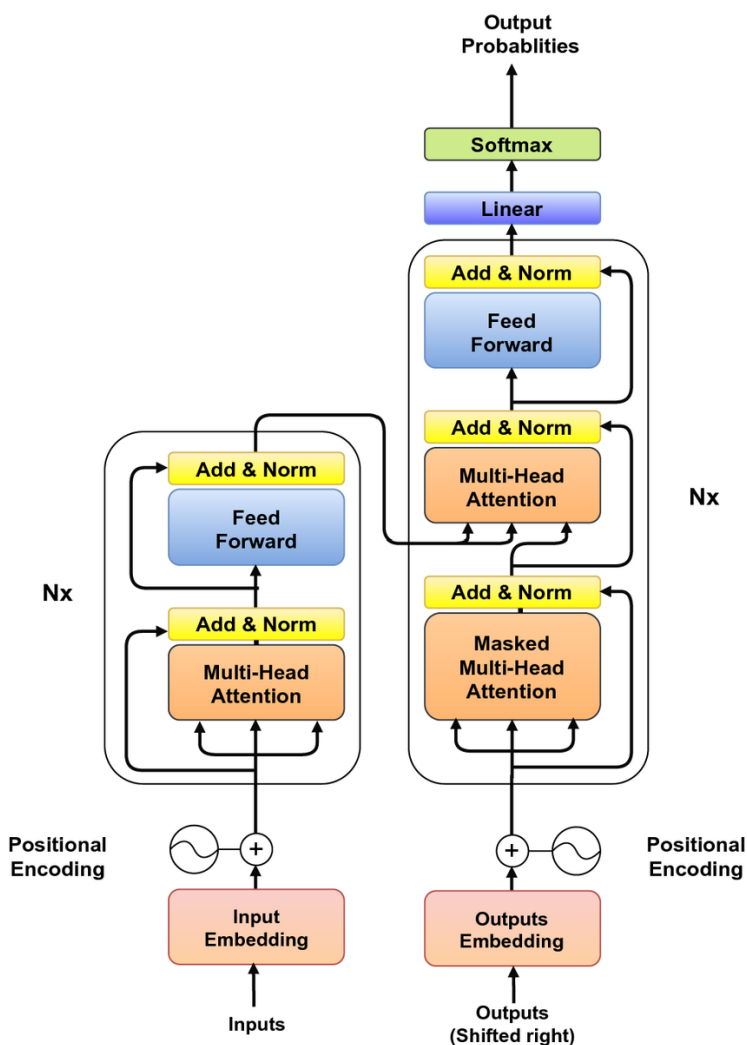 Output
Probablities
Softmax
Linear
Add & Norm
Feed
Forward
Add & Norm
Multi-Head
Attention
Nx
Add & Norm
Masked
Multi-Head
Attention
Add & Norm
Feed
Forward
Nx
Add & Norm
Multi-Head
Attention
Positional
Encoding
+
+
Positional
Encoding
Input
Embedding
Outputs
Embedding
Inputs
Outputs
(Shifted right)